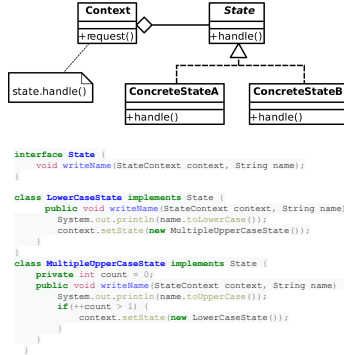 Context
State
+request()
+handle()
state.handle()
ConcreteStateA
ConcreteStateB
+handle()
+handle()
interface State {
void writeName(StateContext context, String name);
}
class LowerCaseState implements State {
public void writeName(StateContext context, String name)
System.out.println(name.toLowerCase());
context.setState(new MultipleUpperCaseState());
}
}
class MultipleUpperCaseState implements State {
private int count = 0;
public void writeName(StateContext context, String name)
System.out.println(name.toUpperCase());
if(++count > 1) {
context.setState(new LowerCaseState());
}
}
}